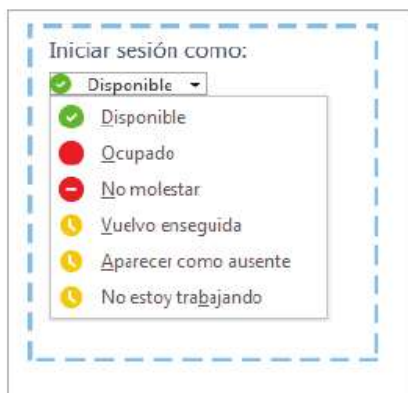 Iniciar sesión como:
Disponible
Disponible
Ocupado
No molestar
Vuelvo enseguida
Aparecer como ausente
No estoy trabajando